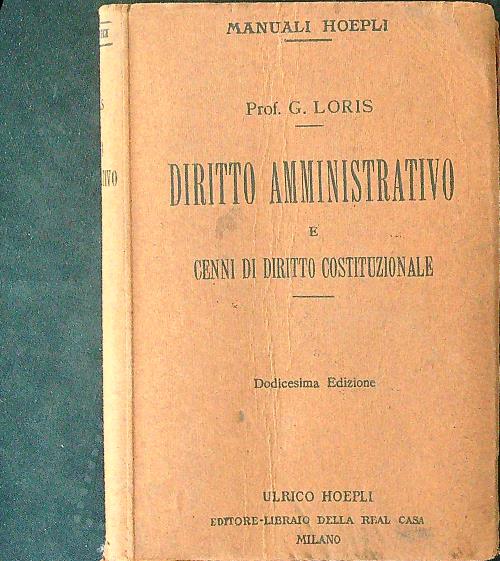 MANUALI HOEPLI
Prof. G. LORIS
DIRITTO AMMINISTRATIVO
E
CENNI DI DIRITTO COSTITUZIONALE
Dodicesima Edizione
ULRICO HOEPLI
EDITORE-LIBRAIO DELLA REAL CASA
MILANO